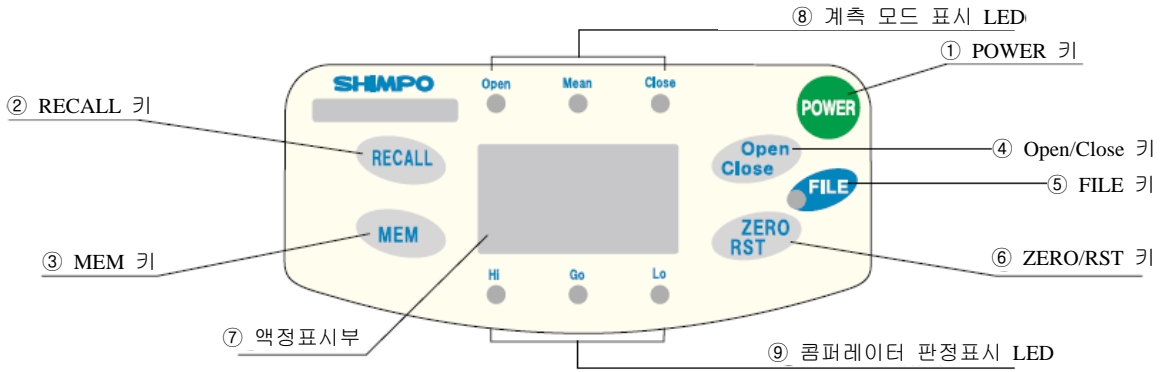 ⑧ 계측 모드 표시 LED
① POWER 키
SHIMPO
Open Mean Close
POWER
② RECALL 키
RECALL
Open
Close
④ Open/Close 키
FILE
⑤ FILE 키
MEM
ZERO
RST
③ MEM 키
⑥ ZERO/RST 키
Hi Go Lo
⑦ 액정표시부
⑨ 콤퍼레이터 판정표시 LED